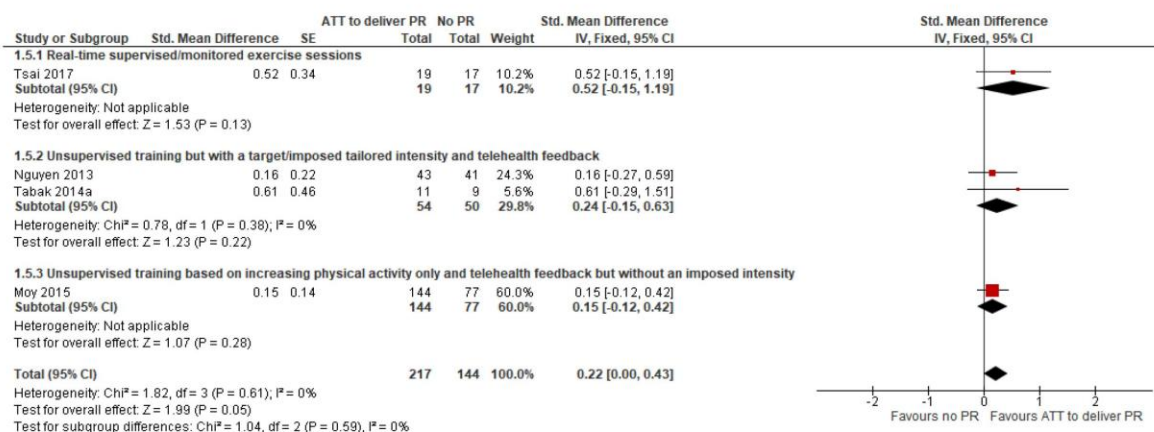 ATT to deliver PR No PR Std. Mean Difference Std. Mean Difference
Study or Subgroup Std. Mean Difference SE Total Total Weight IV, Fixed, 95% CI IV, Fixed, 95% CI
1.5.1 Real-time supervised/monitored exercise sessions
Tsai 2017 0.52 0.34 19 17 10.2% 0.52 [-0.15, 1.19]
Subtotal (95% CI) 19 17 10.2% 0.52 [-0.15, 1.19]
Heterogeneity: Not applicable
Test for overall effect: Z = 1.53 (P = 0.13)
1.5.2 Unsupervised training but with a target/imposed tailored intensity and telehealth feedback
Nguyen 2013 0.16 0.22 43 41 24.3% 0.16 [-0.27, 0.59]
Tabak 2014a 0.61 0.46 11 9 5.6% 0.61 [-0.29, 1.51]
Subtotal (95% CI) 54 50 29.8% 0.24 [-0.15, 0.63]
Heterogeneity: Chi² = 0.78, df = 1 (P = 0.38); I² = 0%
Test for overall effect: Z = 1.23 (P = 0.22)
1.5.3 Unsupervised training based on increasing physical activity only and telehealth feedback but without an imposed intensity
Moy 2015 0.15 0.14 144 77 60.0% 0.15 [-0.12, 0.42]
Subtotal (95% CI) 144 77 60.0% 0.15 [-0.12, 0.42]
Heterogeneity: Not applicable
Test for overall effect: Z = 1.07 (P = 0.28)
Total (95% CI) 217 144 100.0% 0.22 [0.00, 0.43]
Heterogeneity: Chi² = 1.82, df = 3 (P = 0.61); I² = 0%
Test for overall effect: Z = 1.99 (P = 0.05)
Test for subgroup differences: Chi² = 1.04, df = 2 (P = 0.59), I² = 0%
-2 -1 0 1 2
Favours no PR Favours ATT to deliver PR